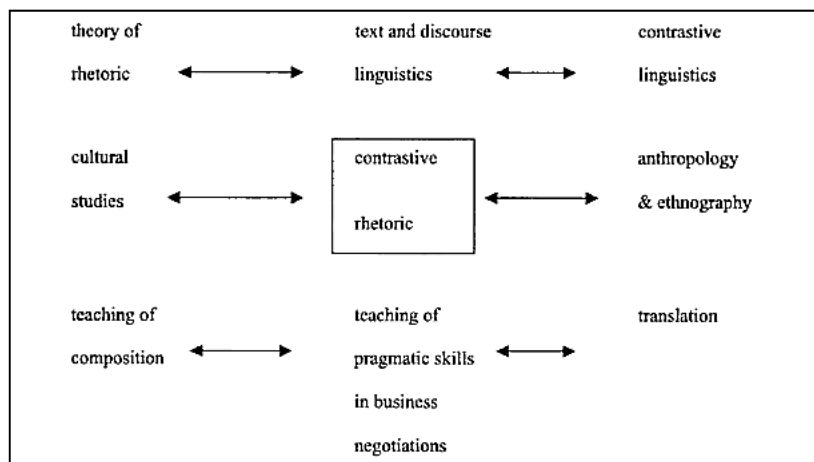 theory of
rhetoric
text and discourse
linguistics
contrastive
linguistics
cultural
studies
contrastive
rhetoric
anthropology
& ethnography
teaching of
composition
teaching of
pragmatic skills
in business
negotiations
translation